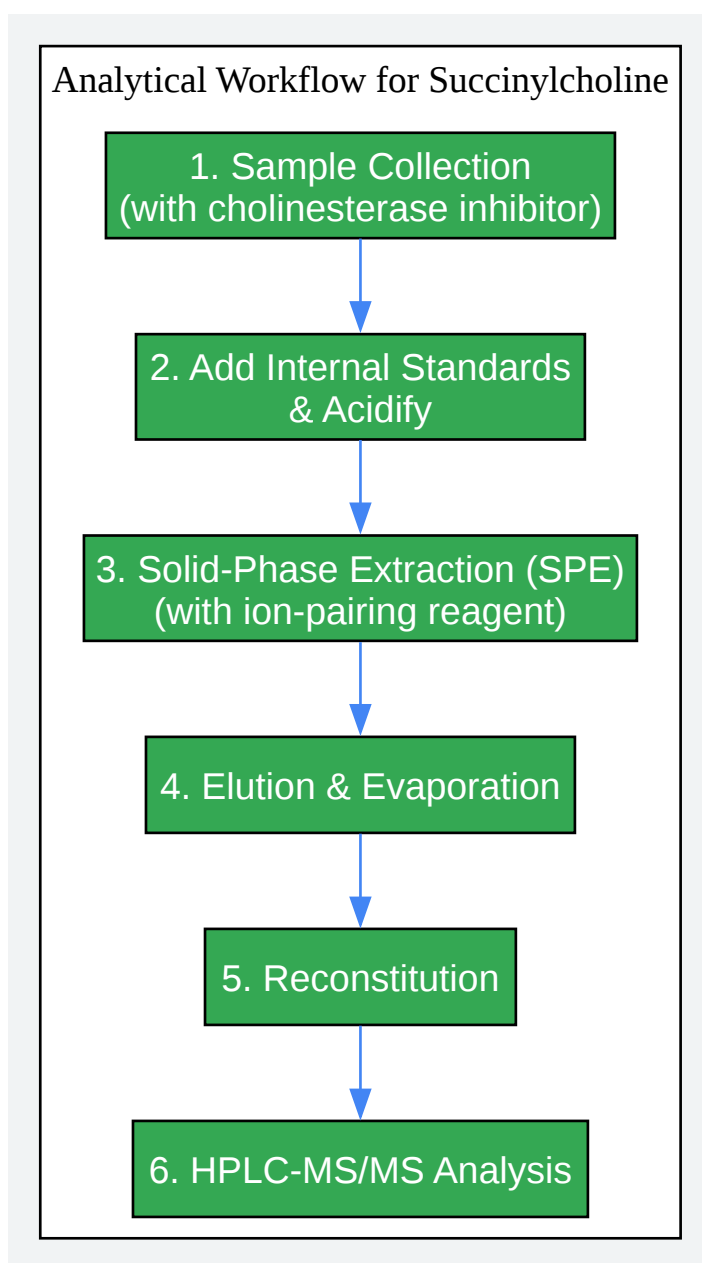 Analytical Workflow for Succinylcholine
1. Sample Collection
(with cholinesterase inhibitor)
2. Add Internal Standards
& Acidify
3. Solid-Phase Extraction (SPE)
(with ion-pairing reagent)
4. Elution & Evaporation
5. Reconstitution
6. HPLC-MS/MS Analysis